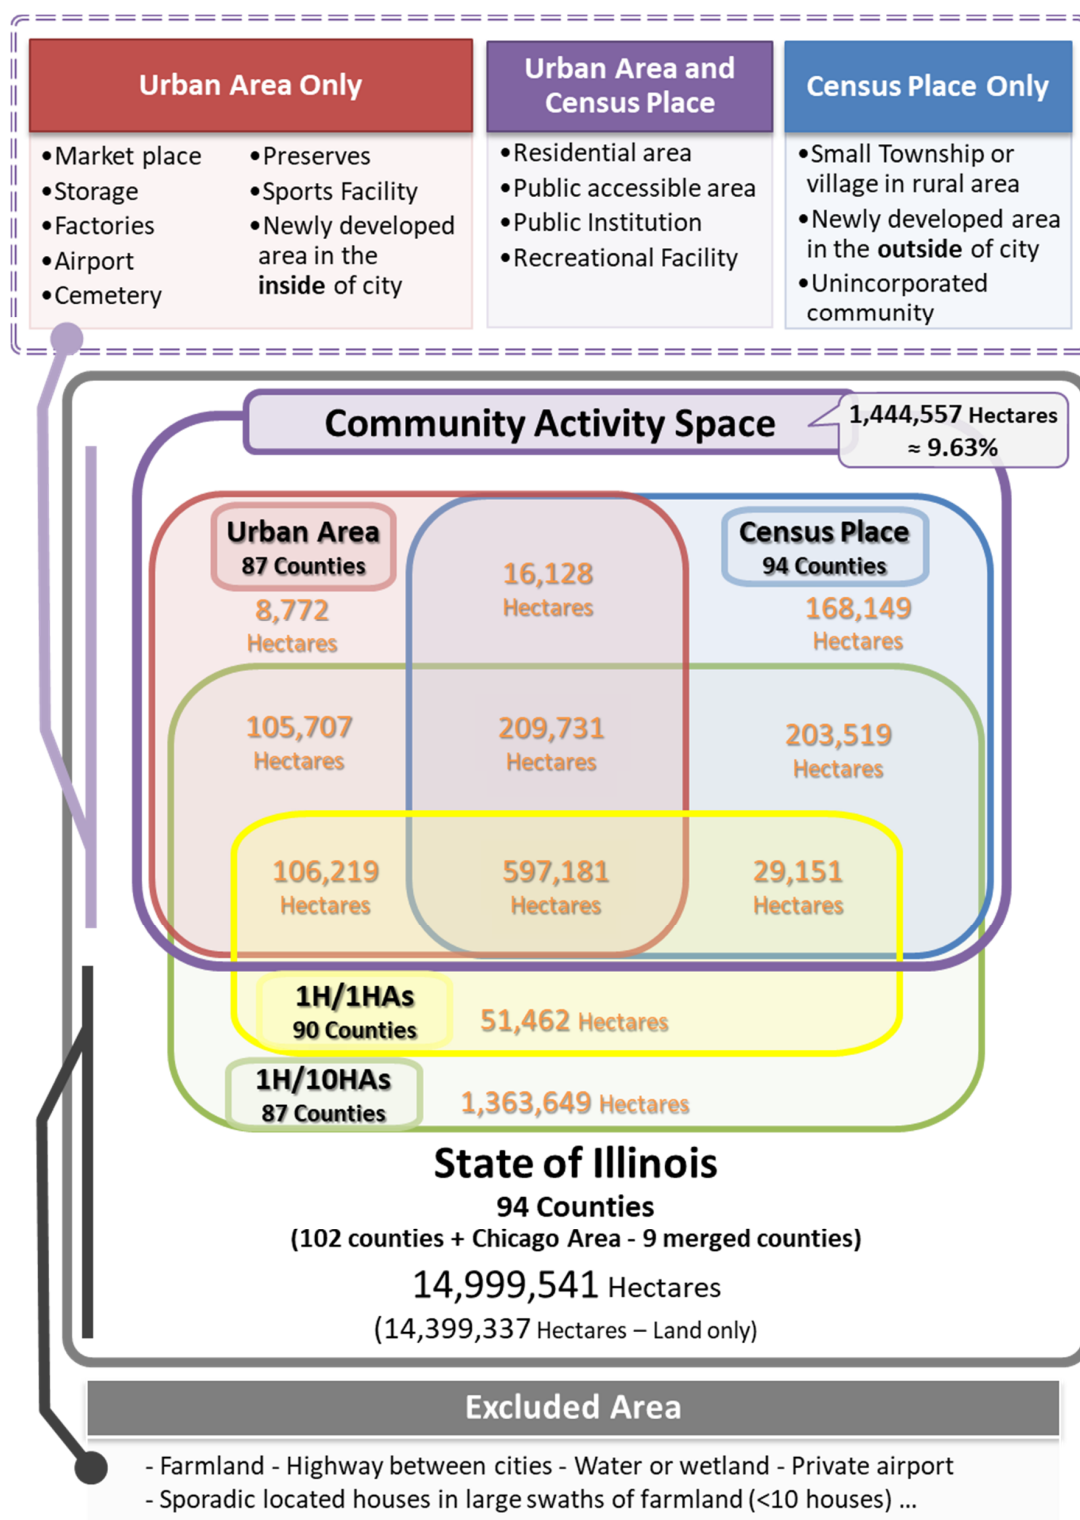 Urban Area Only
•Market place
•Storage
•Factories
•Airport
•Cemetery
•Preserves
•Sports Facility
•Newly developed
area in the
inside of city
Urban Area and
Census Place
•Residential area
•Public accessible area
•Public Institution
•Recreational Facility
Census Place Only
•Small Township or
village in rural area
•Newly developed area
in the outside of city
•Unincorporated
community
Community Activity Space
1,444,557 Hectares
≈ 9.63%
Urban Area
87 Counties
8,772
Hectares
16,128
Hectares
Census Place
94 Counties
168,149
Hectares
105,707
Hectares
209,731
Hectares
203,519
Hectares
106,219
Hectares
597,181
Hectares
29,151
Hectares
1H/1HAs
90 Counties
51,462 Hectares
1H/10HAs
87 Counties
1,363,649 Hectares
State of Illinois
94 Counties
(102 counties + Chicago Area - 9 merged counties)
14,999,541 Hectares
(14,399,337 Hectares – Land only)
Excluded Area
- Farmland - Highway between cities - Water or wetland - Private airport
- Sporadic located houses in large swaths of farmland (<10 houses) ...